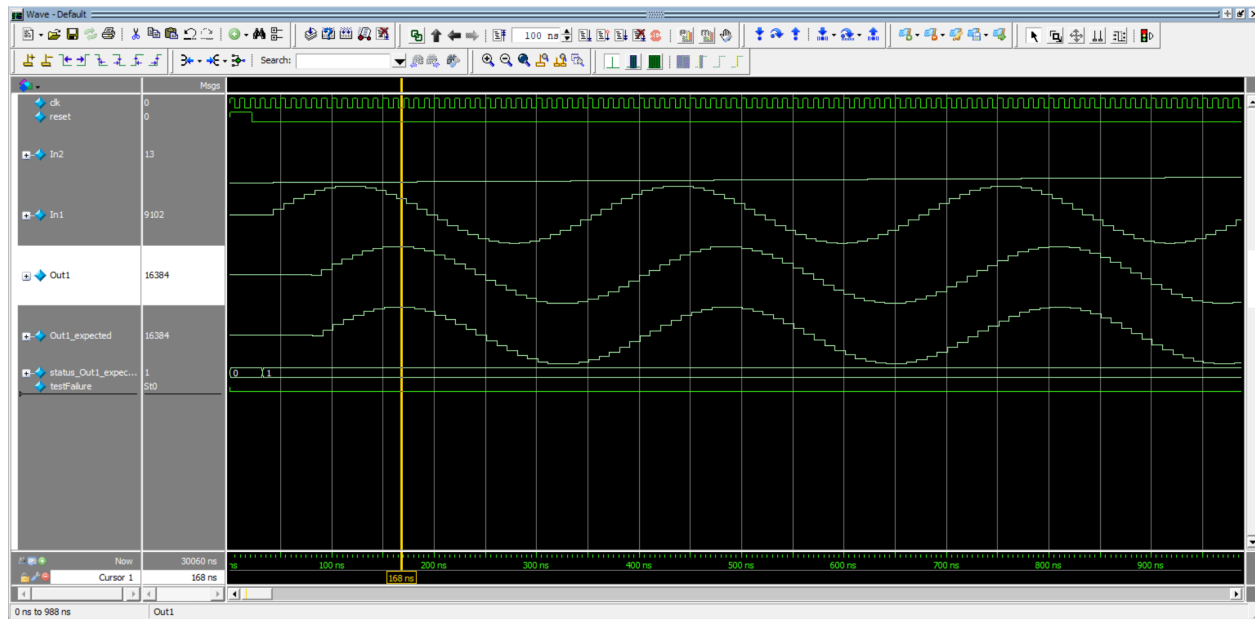 Wave - Default
100 ns
Search:
Msgs
clk 0
reset 0
In2 13
In1 9102
Out1 16384
Out1_expected 16384
status_Out1_expec... 1 0 1
testFailure St0
Now 30060 ns ns 100 ns 200 ns 300 ns 400 ns 500 ns 600 ns 700 ns 800 ns 900 ns
Cursor 1 168 ns 168 ns
0 ns to 988 ns Out1